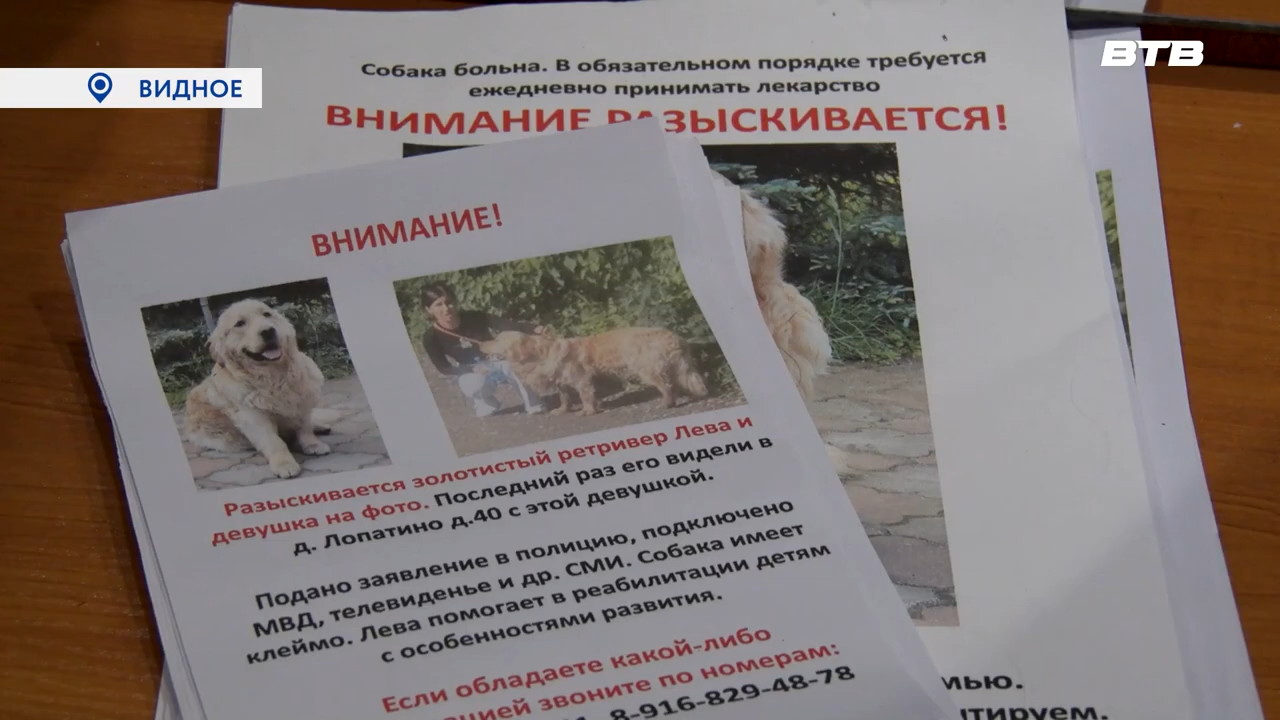 ВТВ
ВИДНОЕ
Собака больна. В обязательном порядке требуется
ежедневно принимать лекарство
ВНИМАНИЕ РАЗЫСКИВАЕТСЯ!
ВНИМАНИЕ!
Разыскивается золотистый ретривер Лева и
девушка на фото. Последний раз его видели в
д. Лопатино д.40 с этой девушкой.
Подано заявление в полицию, подключено
МВД, телевиденье и др. СМИ. Собака имеет
клеймо. Лева помогает в реабилитации детям
с особенностями развития.
Если обладаете какой-либо
звоните по номерам:
8-916-829-48-78